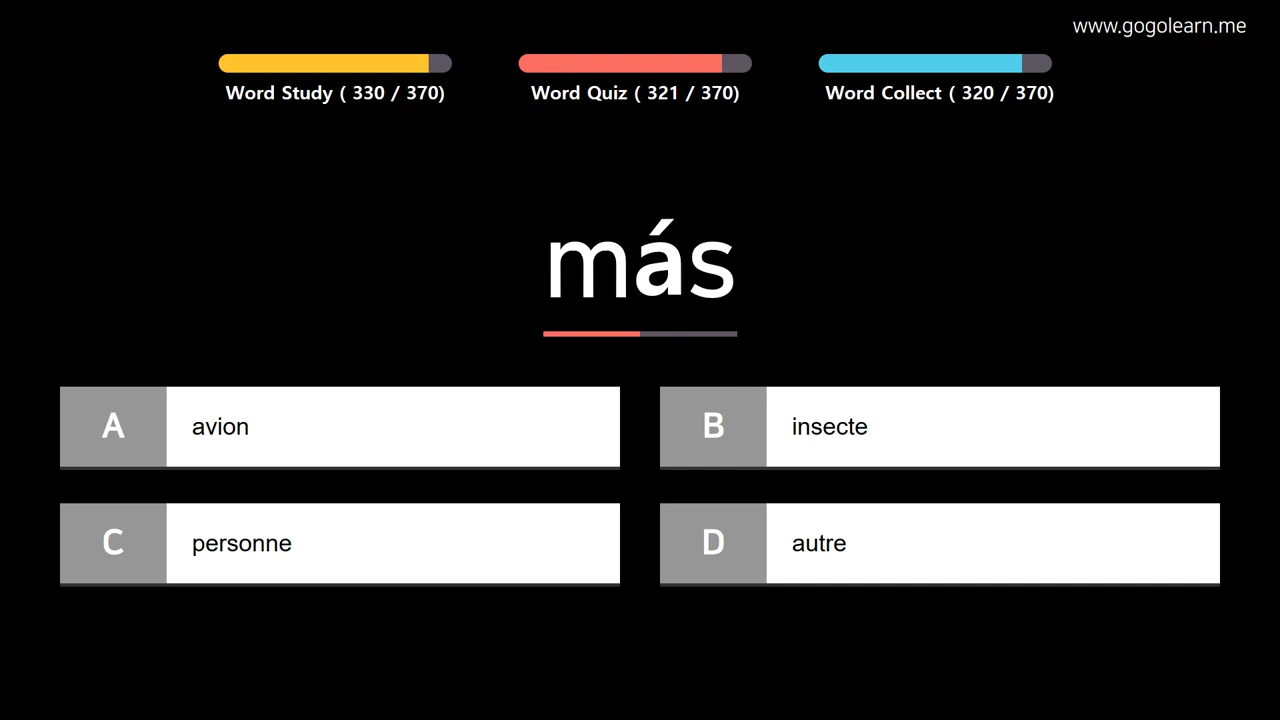 www.gogolearn.me
Word Study ( 330 / 370)
Word Quiz ( 321 / 370)
Word Collect ( 320 / 370)
más
A
avion
B
insecte
C
personne
D
autre